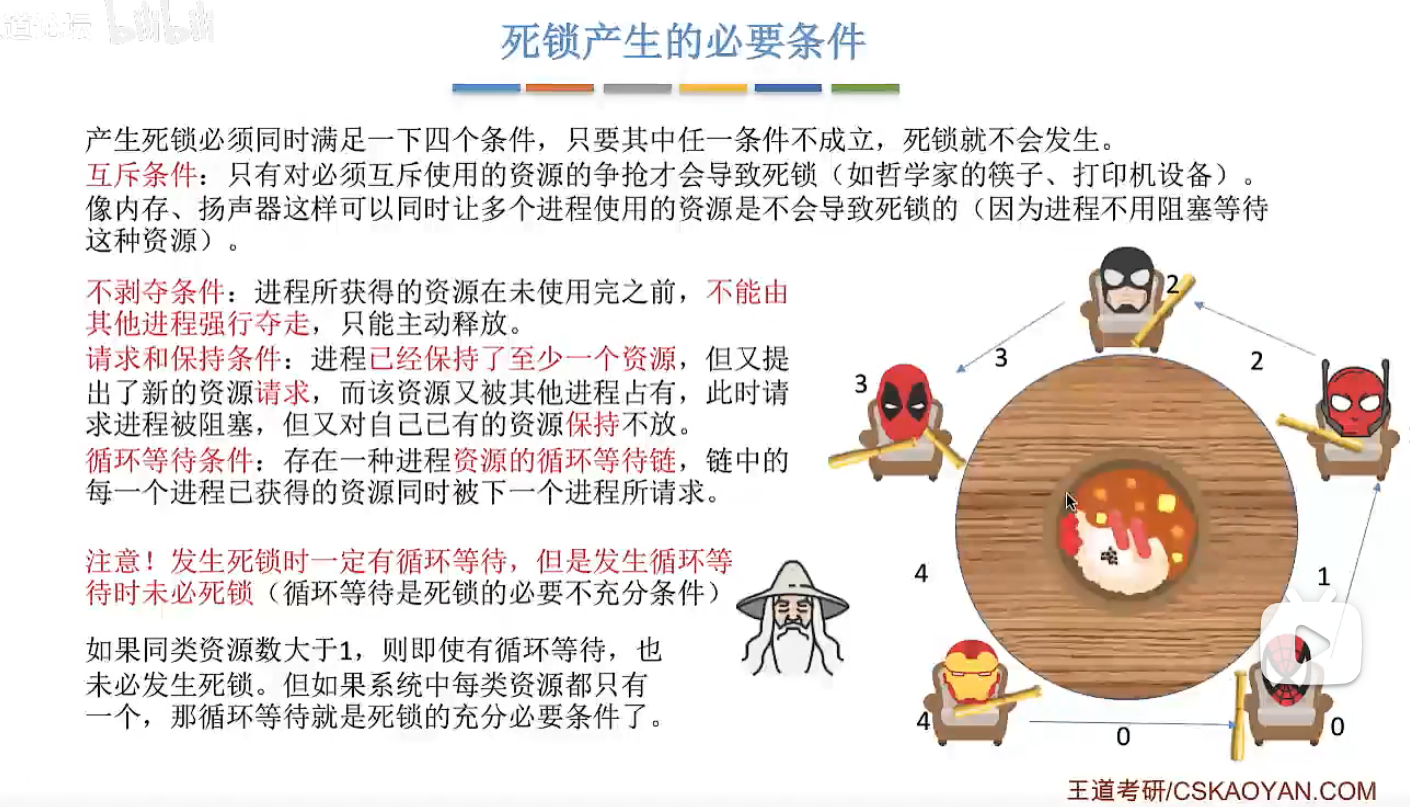 道论坛 bilibili
死锁产生的必要条件
产生死锁必须同时满足一下四个条件，只要其中任一条件不成立，死锁就不会发生。
互斥条件：只有对必须互斥使用的资源的争抢才会导致死锁（如哲学家的筷子、打印机设备）。
像内存、扬声器这样可以同时让多个进程使用的资源是不会导致死锁的（因为进程不用阻塞等待
这种资源）。
不剥夺条件：进程所获得的资源在未使用完之前，不能由
其他进程强行夺走，只能主动释放。
请求和保持条件：进程已经保持了至少一个资源，但又提
出了新的资源请求，而该资源又被其他进程占有，此时请
求进程被阻塞，但又对自己已有的资源保持不放。
循环等待条件：存在一种进程资源的循环等待链，链中的
每一个进程已获得的资源同时被下一个进程所请求。
注意！发生死锁时一定有循环等待，但是发生循环等
待时未必死锁（循环等待是死锁的必要不充分条件）
如果同类资源数大于1，则即使有循环等待，也
未必发生死锁。但如果系统中每类资源都只有
一个，那循环等待就是死锁的充分必要条件了。
2
3
2
3
4
1
4
0
0
王道考研/CSKAOYAN.COM